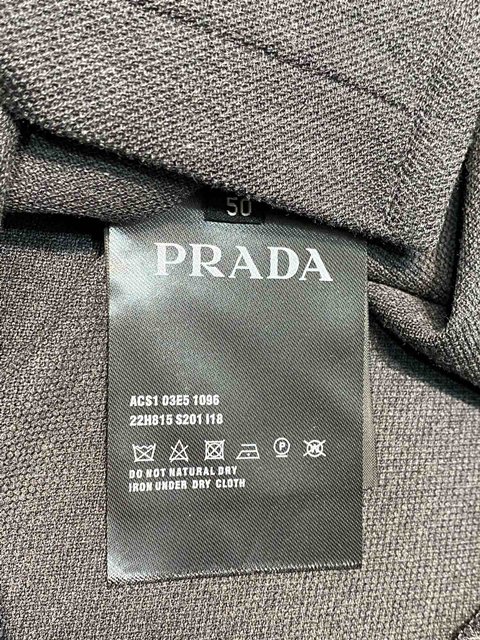 50
PRADA
ACS1 03E5 1096
22H815 S201 I18
P W
DO NOT NATURAL DRY
IRON UNDER DRY CLOTH